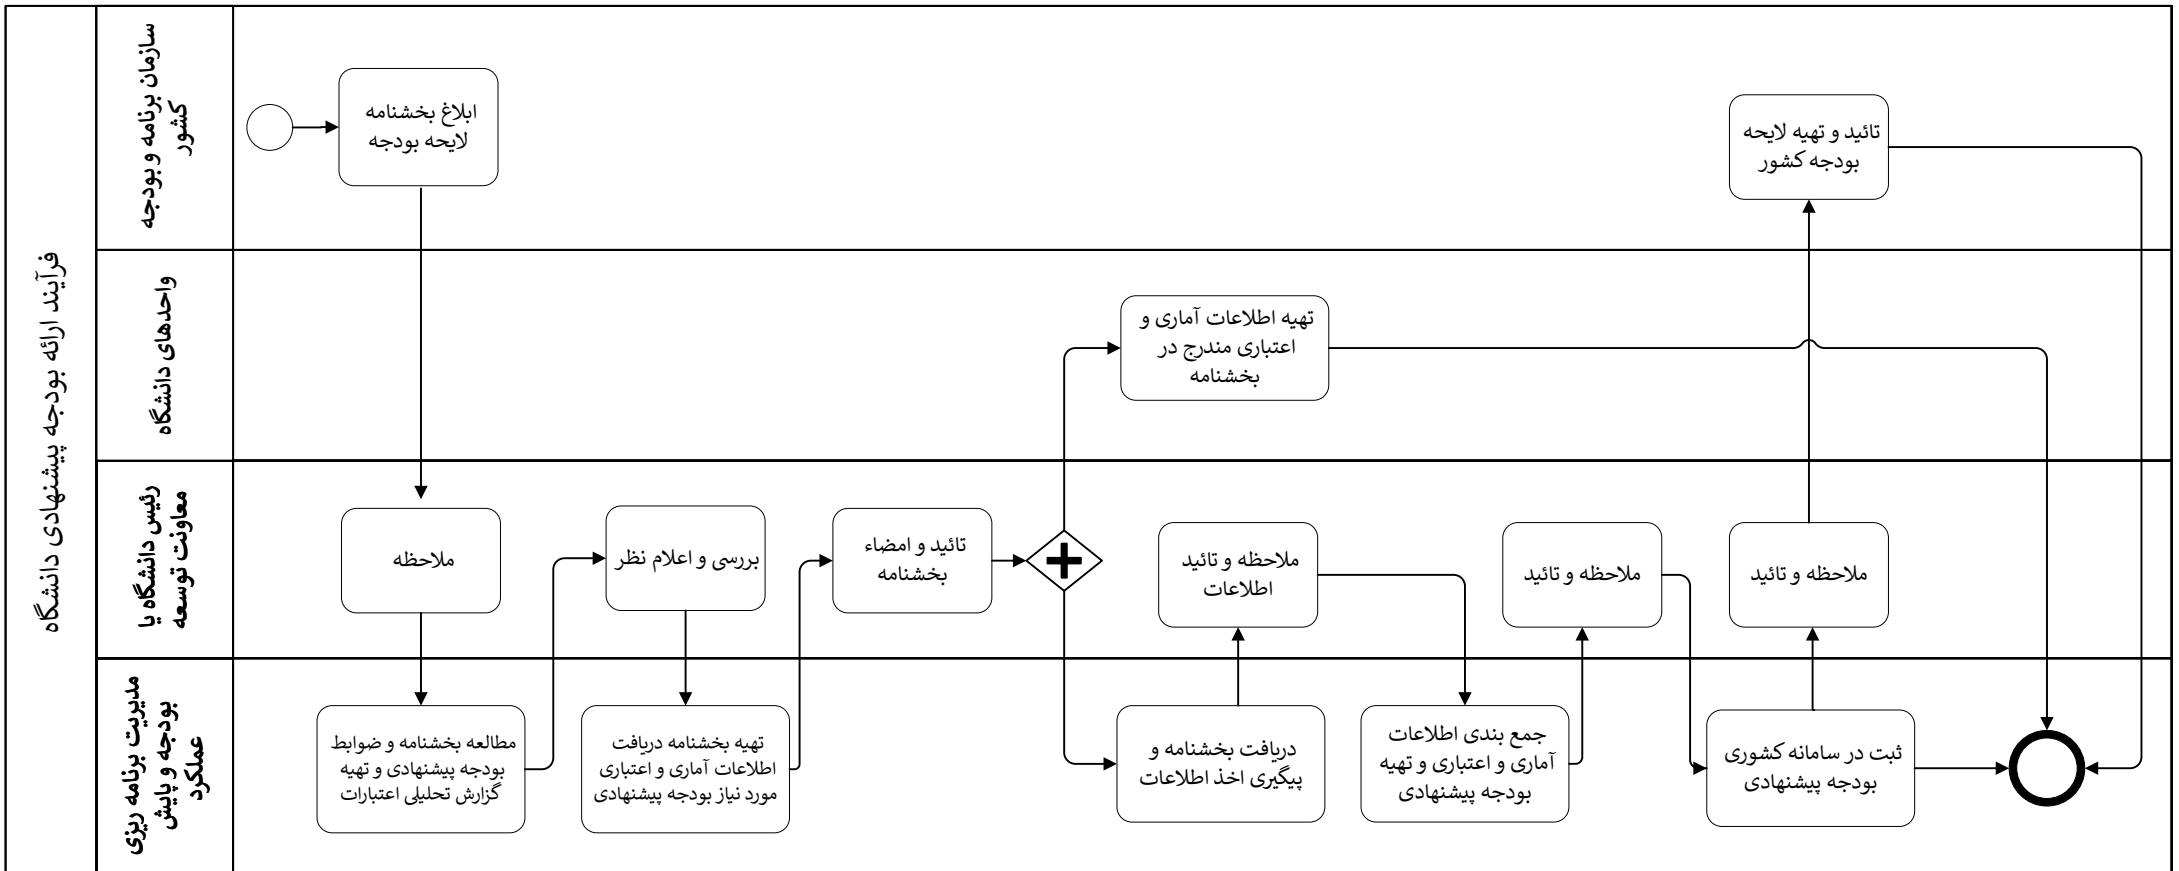 فرآیند ارائه بودجه پیشنهادی دانشگاه
سازمان برنامه و بودجه
کشور
ابلاغ بخشنامه
لایحه بودجه
تائید و تهیه لایحه
بودجه کشور
واحدهای دانشگاه
تهیه اطلاعات آماری و
اعتباری مندرج در
بخشنامه
رئیس دانشگاه یا
معاونت توسعه
ملاحظه
بررسی و اعلام نظر
تائید و امضاء
بخشنامه
ملاحظه و تائید
اطلاعات
ملاحظه و تائید
ملاحظه و تائید
مدیریت برنامه ریزی
بودجه و پایش
عملکرد
مطالعه بخشنامه و ضوابط
بودجه پیشنهادی و تهیه
گزارش تحلیلی اعتبارات
تهیه بخشنامه دریافت
اطلاعات آماری و اعتباری
مورد نیاز بودجه پیشنهادی
دریافت بخشنامه و
پیگیری اخذ اطلاعات
جمع بندی اطلاعات
آماری و اعتباری و تهیه
بودجه پیشنهادی
ثبت در سامانه کشوری
بودجه پیشنهادی